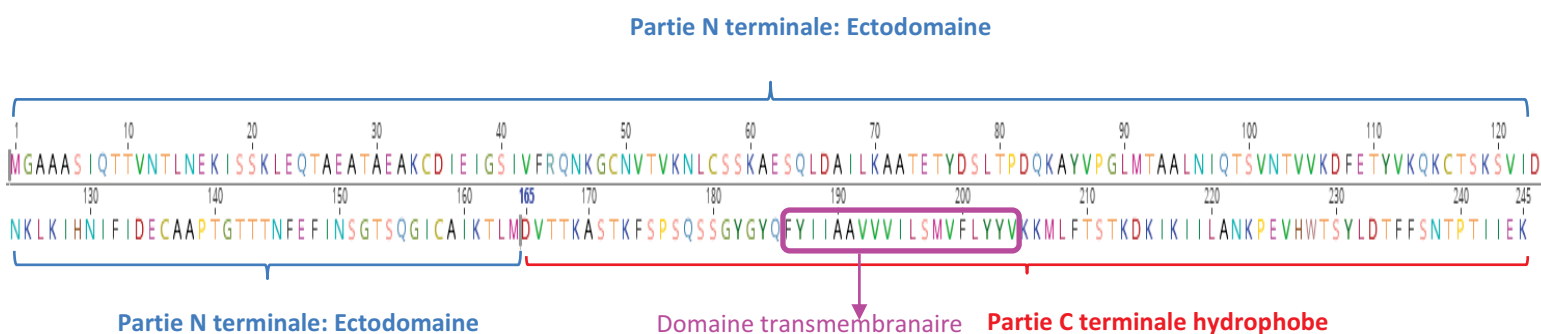 Partie N terminale: Ectodomaine
1 10 20 30 40 50 60 70 80 90 100 110 120
MGAAASIQTTVNTLNEKISSKLEQTAEATAEAKCDIEIGSIVFRQNKGCNVTVKNLCSSKAESQLDAILKAATETYDSLTPDQKAYVPGLMTAALNIQTSVNTVVKDFETYVKQKCTSKSVID
130 140 150 160 165 170 180 190 200 210 220 230 240 245
NKLKIHNIFIDECAAPTGTTTNFEFINSGTSQGICAIKTLMDVTTKASTKFSPSQSSGYGYQFYIIAAVVVILSMVFLYYVKKMLFTSTKDKIKIILANKPEVHWTSYLDTFFSNTPTIIEK
Partie N terminale: Ectodomaine
Domaine transmembranaire
Partie C terminale hydrophobe